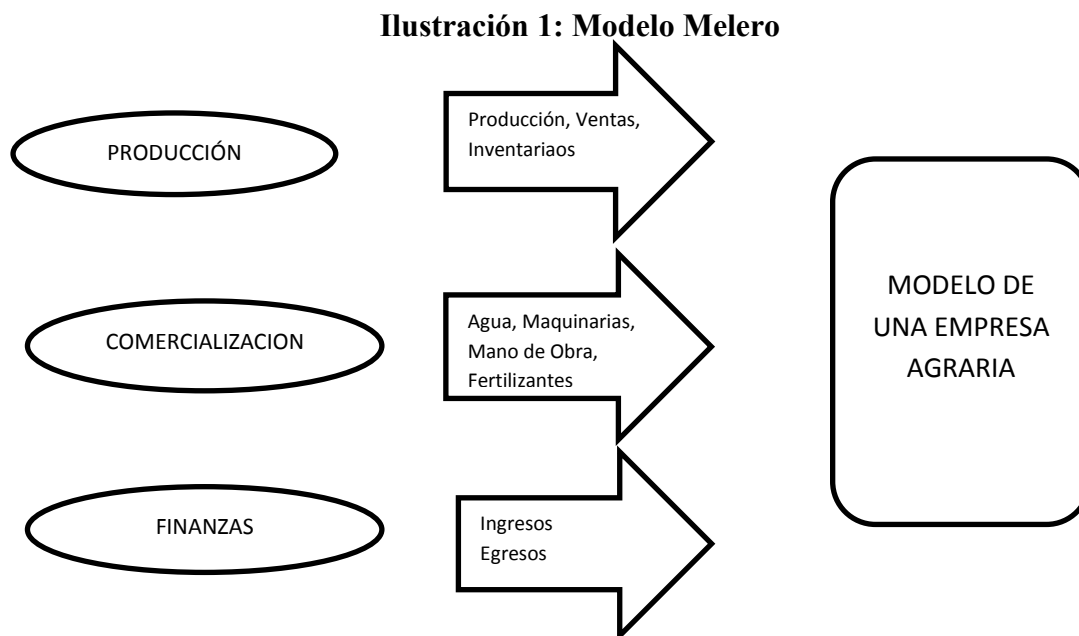 Ilustración 1: Modelo Melero
PRODUCCIÓN
Producción, Ventas,
Inventariaos
COMERCIALIZACION
Agua, Maquinarias,
Mano de Obra,
Fertilizantes
FINANZAS
Ingresos
Egresos
MODELO DE
UNA EMPRESA
AGRARIA